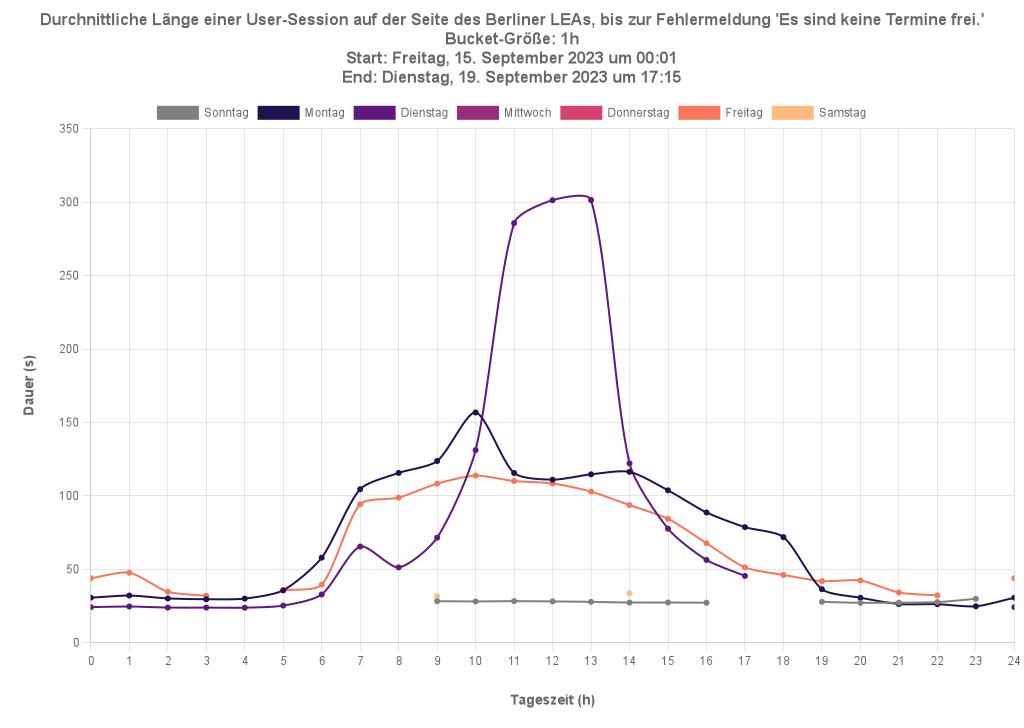 Durchnittliche Länge einer User-Session auf der Seite des Berliner LEAs, bis zur Fehlermeldung 'Es sind keine Termine frei.'
Bucket-Größe: 1h
Start: Freitag, 15. September 2023 um 00:01
End: Dienstag, 19. September 2023 um 17:15
Sonntag Montag Dienstag Mittwoch Donnerstag Freitag Samstag
350
300
250
200
150
100
50
0
Dauer (s)
0 1 2 3 4 5 6 7 8 9 10 11 12 13 14 15 16 17 18 19 20 21 22 23 24
Tageszeit (h)